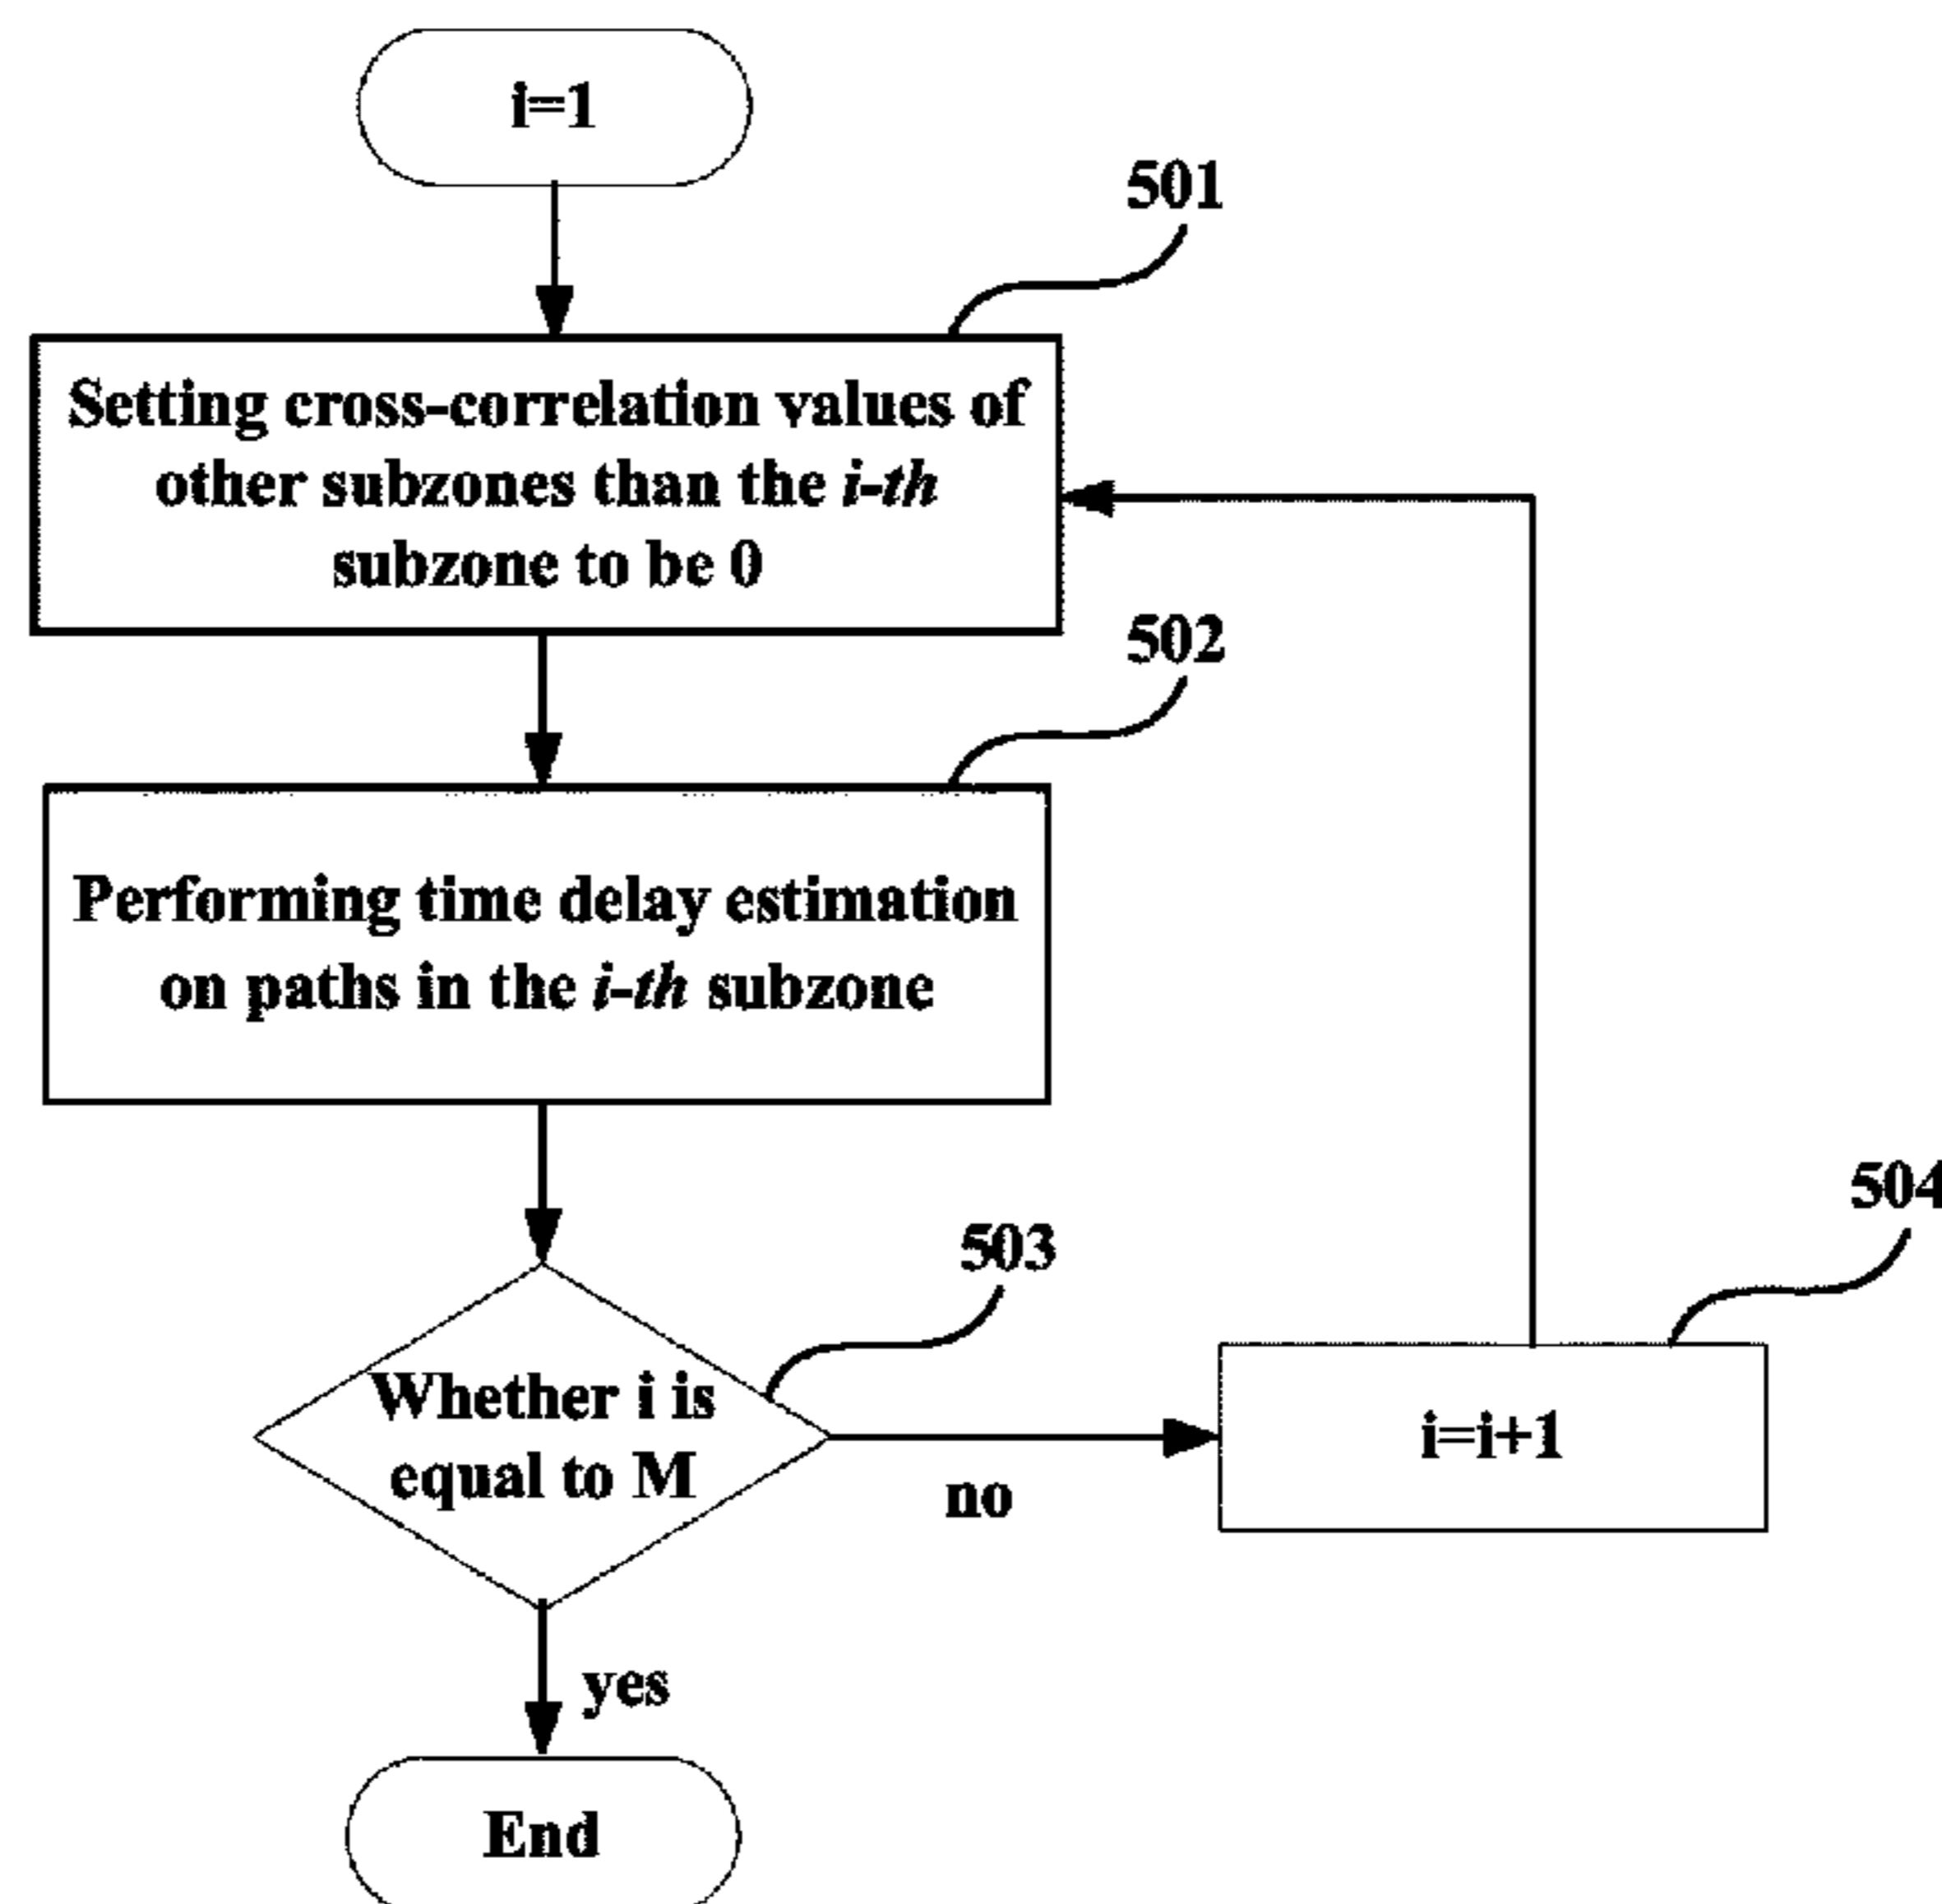 i=1
501
Setting cross-correlation values of
other subzones than the i-th
subzone to be 0
502
Performing time delay estimation
on paths in the i-th subzone
503
504
Whether i is
equal to M
i=i+1
no
yes
End